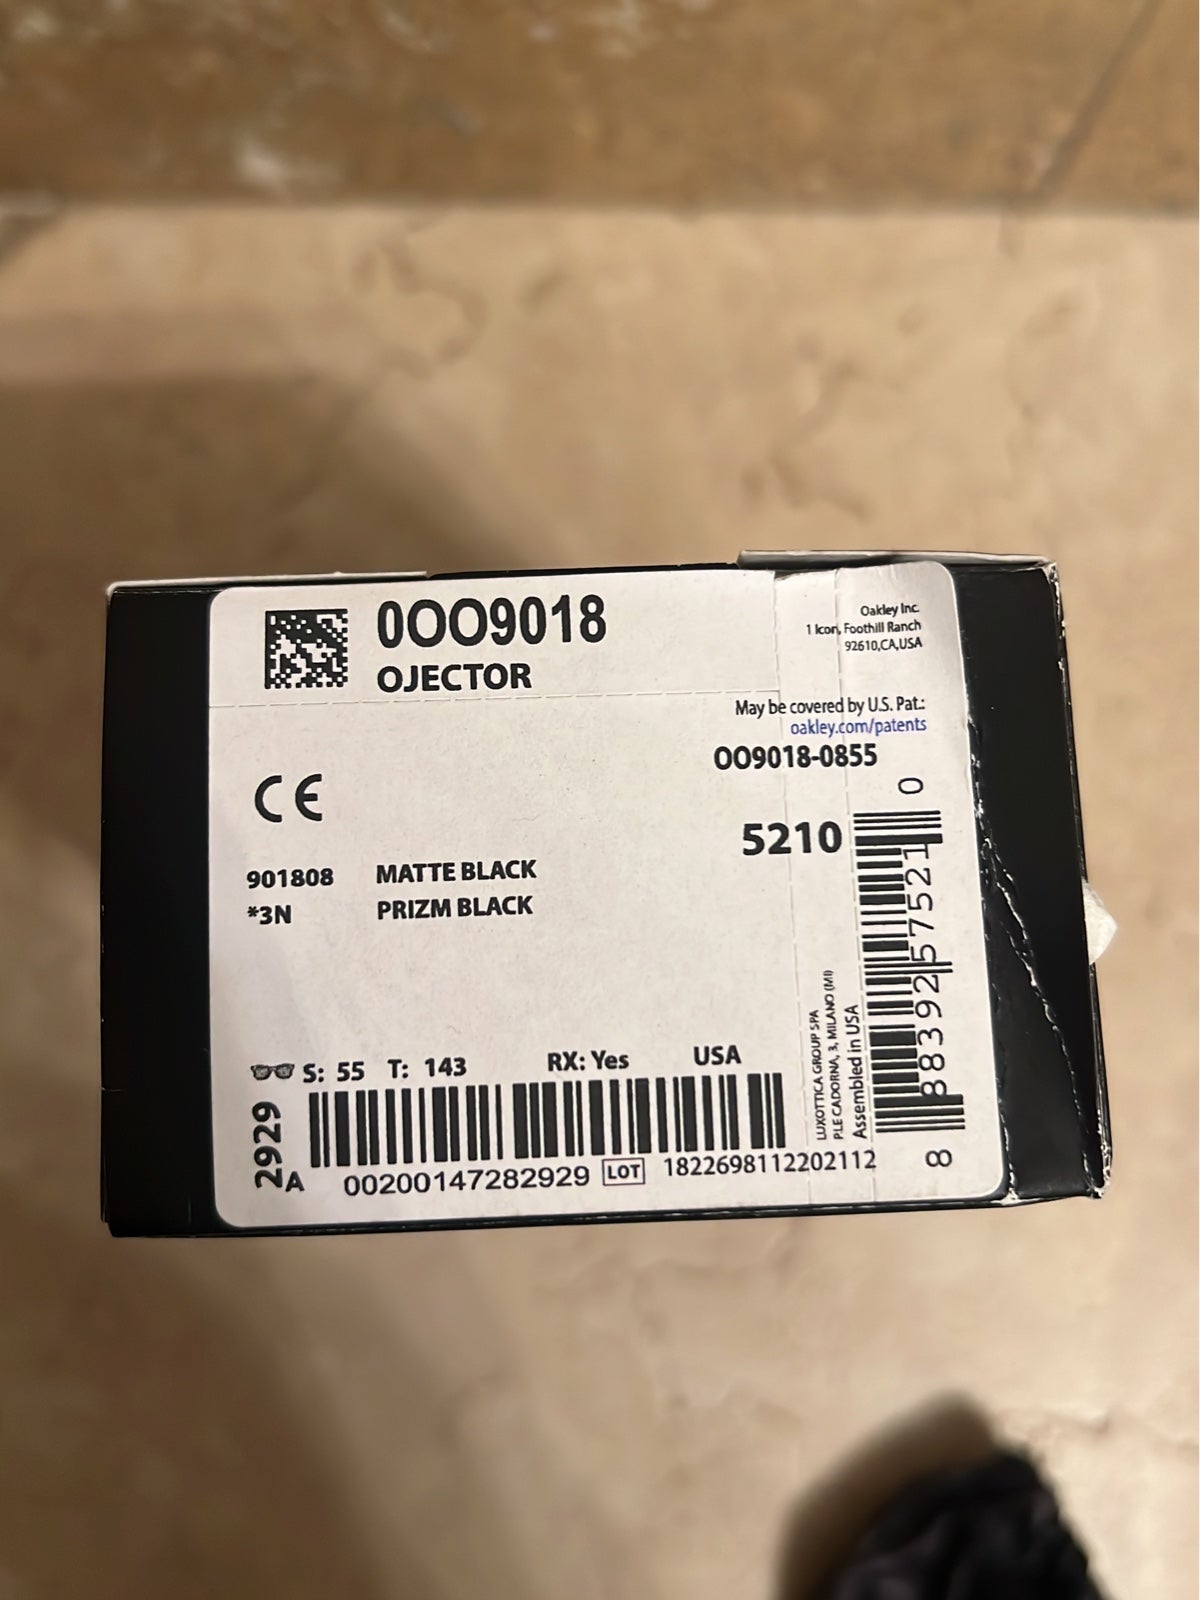 0OO9018
OJECTOR
Oakley Inc.
1 Icon, Foothill Ranch
92610,CA,USA
May be covered by U.S. Pat.:
oakley.com/patents
OO9018-0855
CE
5210
901808 MATTE BLACK
*3N PRIZM BLACK
S: 55 T: 143 RX: Yes USA
2929
A
00200147282929 LOT 1822698112202112
LUXOTTICA GROUP SPA
P.LE CADORNA, 3, MILANO (MI)
Assembled in USA
8 88392 57521 0